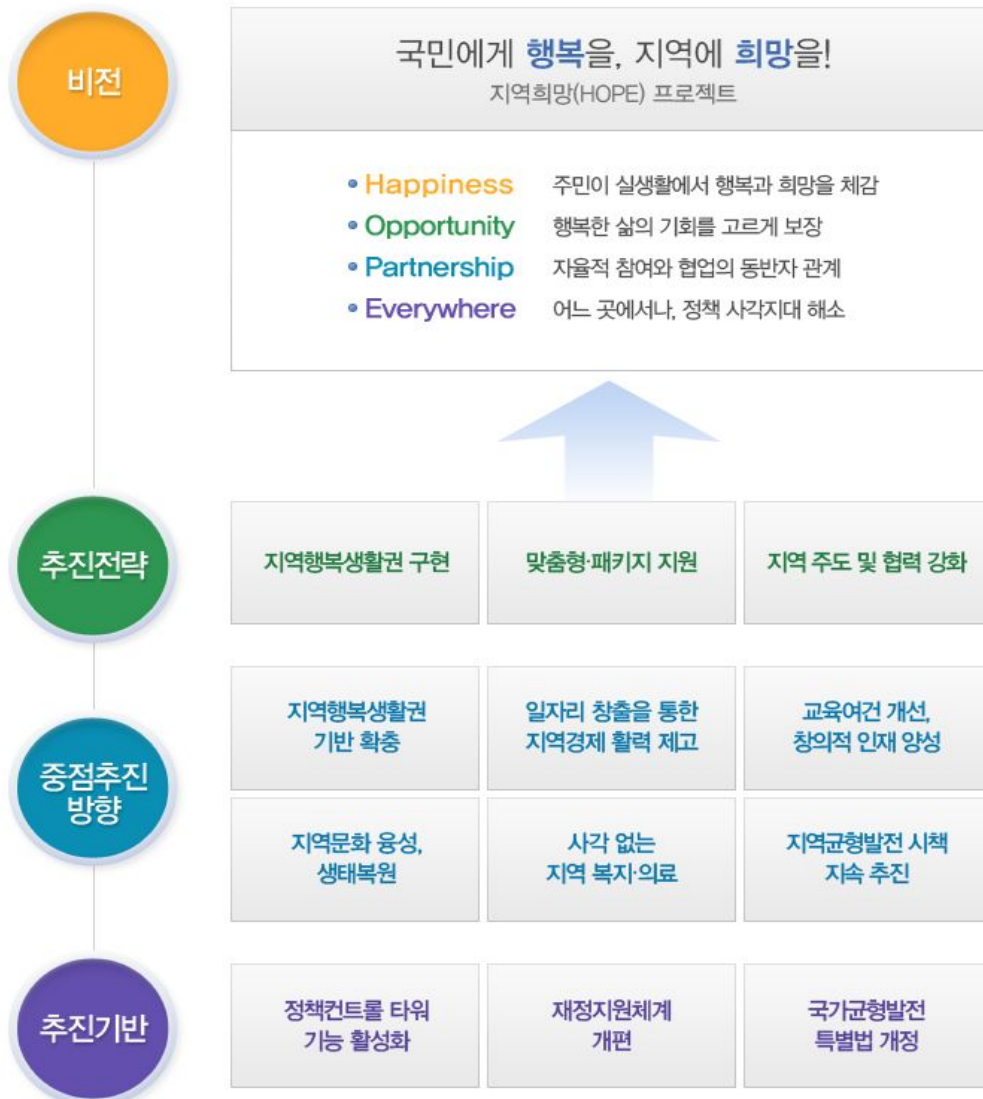 비전
국민에게 행복을, 지역에 희망을!
지역희망(HOPE) 프로젝트
• Happiness 주민이 실생활에서 행복과 희망을 체감
• Opportunity 행복한 삶의 기회를 고르게 보장
• Partnership 자율적 참여와 협업의 동반자 관계
• Everywhere 어느 곳에서나, 정책 사각지대 해소
추진전략
지역행복생활권 구현
맞춤형·패키지 지원
지역 주도 및 협력 강화
중점추진
방향
지역행복생활권
기반 확충
일자리 창출을 통한
지역경제 활력 제고
교육여건 개선,
창의적 인재 양성
지역문화 융성,
생태복원
사각 없는
지역 복지·의료
지역균형발전 시책
지속 추진
추진기반
정책컨트롤 타워
기능 활성화
재정지원체계
개편
국가균형발전
특별법 개정